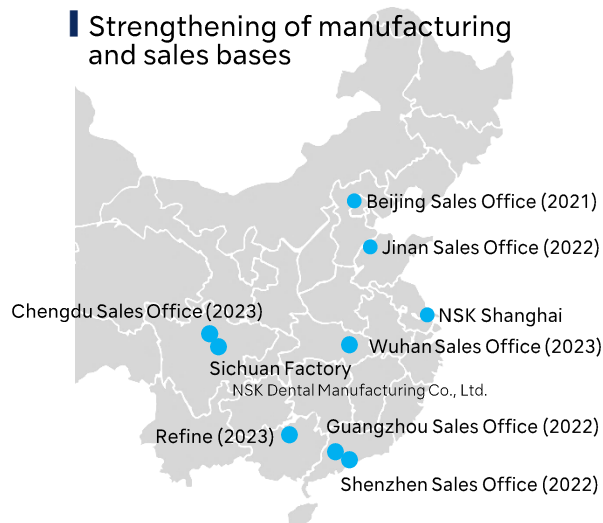 Strengthening of manufacturing
and sales bases
Beijing Sales Office (2021)
Jinan Sales Office (2022)
Chengdu Sales Office (2023)
NSK Shanghai
Wuhan Sales Office (2023)
Sichuan Factory
NSK Dental Manufacturing Co., Ltd.
Guangzhou Sales Office (2022)
Refine (2023)
Shenzhen Sales Office (2022)